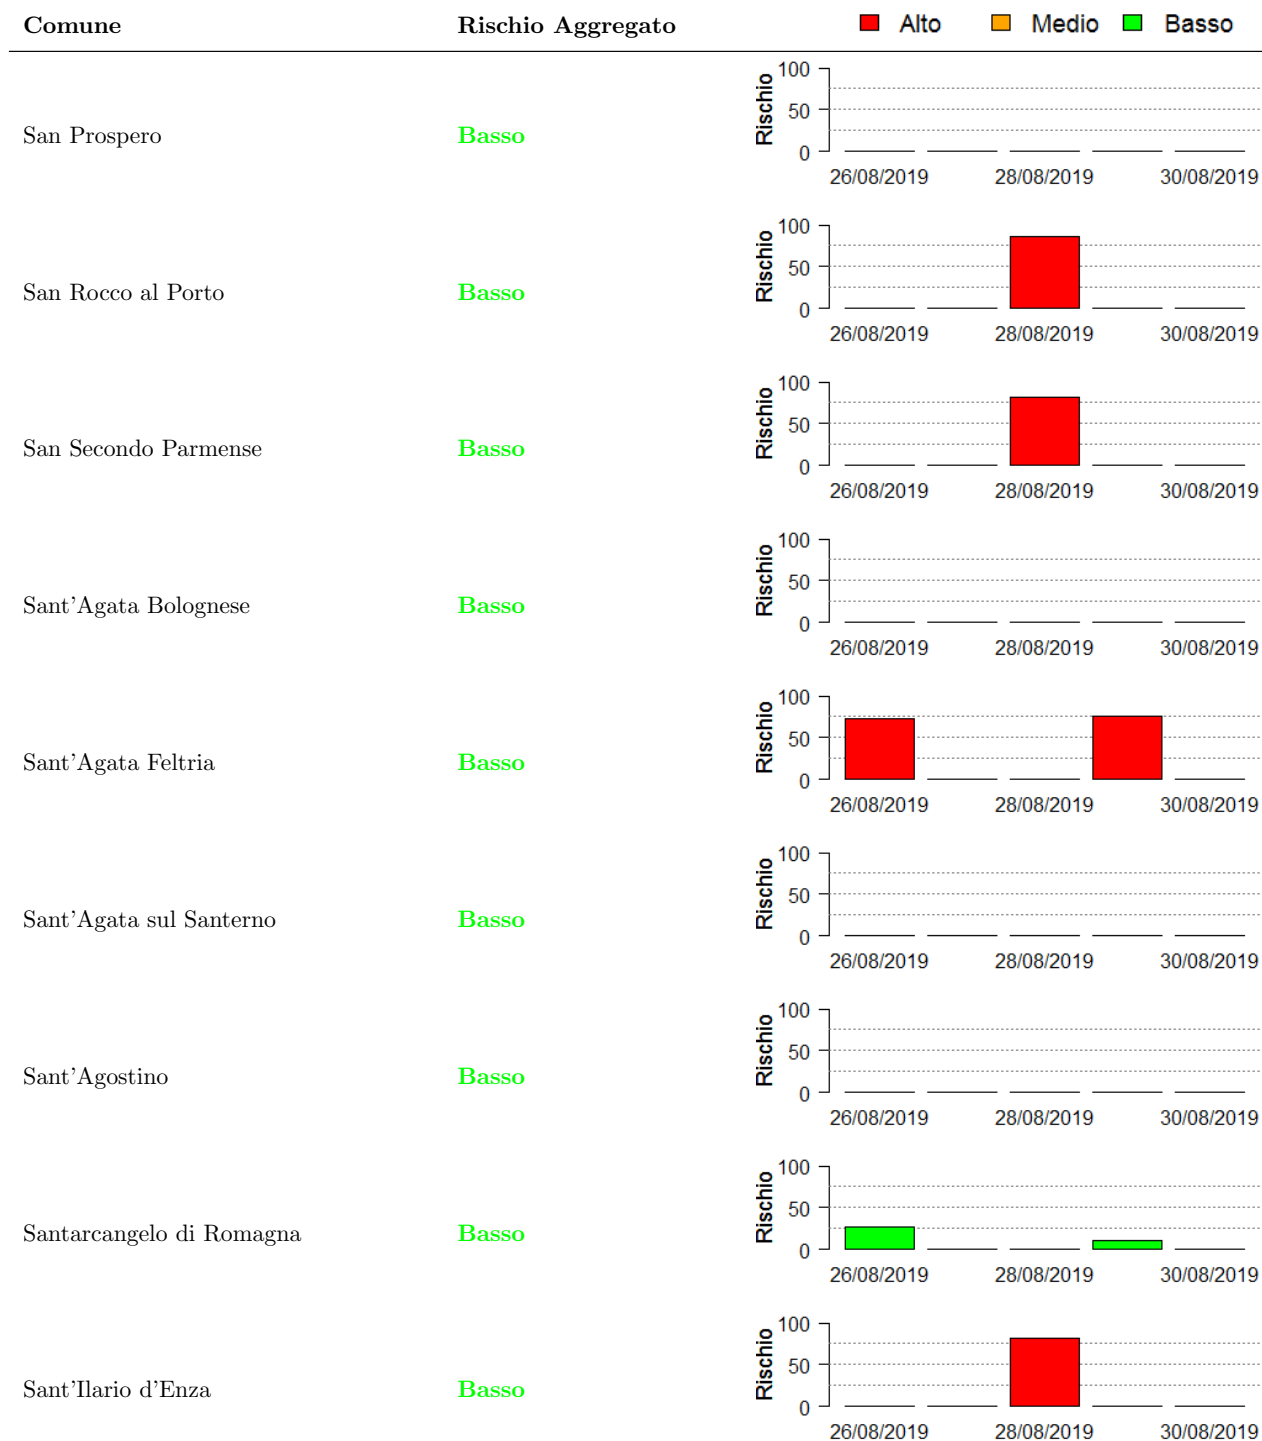 Comune Rischio Aggregato Alto Medio Basso
San Prospero Basso Rischio 100 50 0
26/08/2019 28/08/2019 30/08/2019
San Rocco al Porto Basso Rischio 100 50 0
26/08/2019 28/08/2019 30/08/2019
San Secondo Parmense Basso Rischio 100 50 0
26/08/2019 28/08/2019 30/08/2019
Sant'Agata Bolognese Basso Rischio 100 50 0
26/08/2019 28/08/2019 30/08/2019
Sant'Agata Feltria Basso Rischio 100 50 0
26/08/2019 28/08/2019 30/08/2019
Sant'Agata sul Santerno Basso Rischio 100 50 0
26/08/2019 28/08/2019 30/08/2019
Sant'Agostino Basso Rischio 100 50 0
26/08/2019 28/08/2019 30/08/2019
Santarcangelo di Romagna Basso Rischio 100 50 0
26/08/2019 28/08/2019 30/08/2019
Sant'Ilario d'Enza Basso Rischio 100 50 0
26/08/2019 28/08/2019 30/08/2019